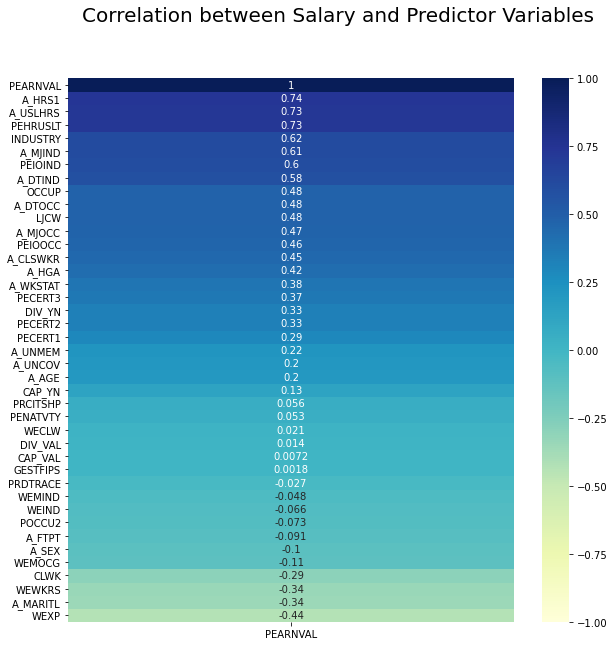 Correlation between Salary and Predictor Variables
PEARNVAL 1 1.00
A_HRS1 0.74
A_USLHRS 0.73
PEHRUSLT 0.73 0.75
INDUSTRY 0.62
A_MJIND 0.61
PEIOIND 0.6
A_DTIND 0.58 0.50
OCCUP 0.48
A_DTOCC 0.48
LJCW 0.48
A_MJOCC 0.47
PEIOOCC 0.46 0.25
A_CLSWKR 0.45
A_HGA 0.42
A_WKSTAT 0.38
PECERT3 0.37
DIV_YN 0.33
PECERT2 0.33
PECERT1 0.29
A_UNMEM 0.22 0.00
A_UNCOV 0.2
A_AGE 0.2
CAP_YN 0.13
PRCITSHP 0.056
PENATVTY 0.053 −0.25
WECLW 0.021
DIV_VAL 0.014
CAP_VAL 0.0072
GESTFIPS 0.0018
PRDTRACE -0.027 −0.50
WEMIND -0.048
WEIND -0.066
POCCU2 -0.073
A_FTPT -0.091
A_SEX -0.1 −0.75
WEMOCG -0.11
CLWK -0.29
WEWKRS -0.34
A_MARITL -0.34
WEXP -0.44 −1.00
PEARNVAL